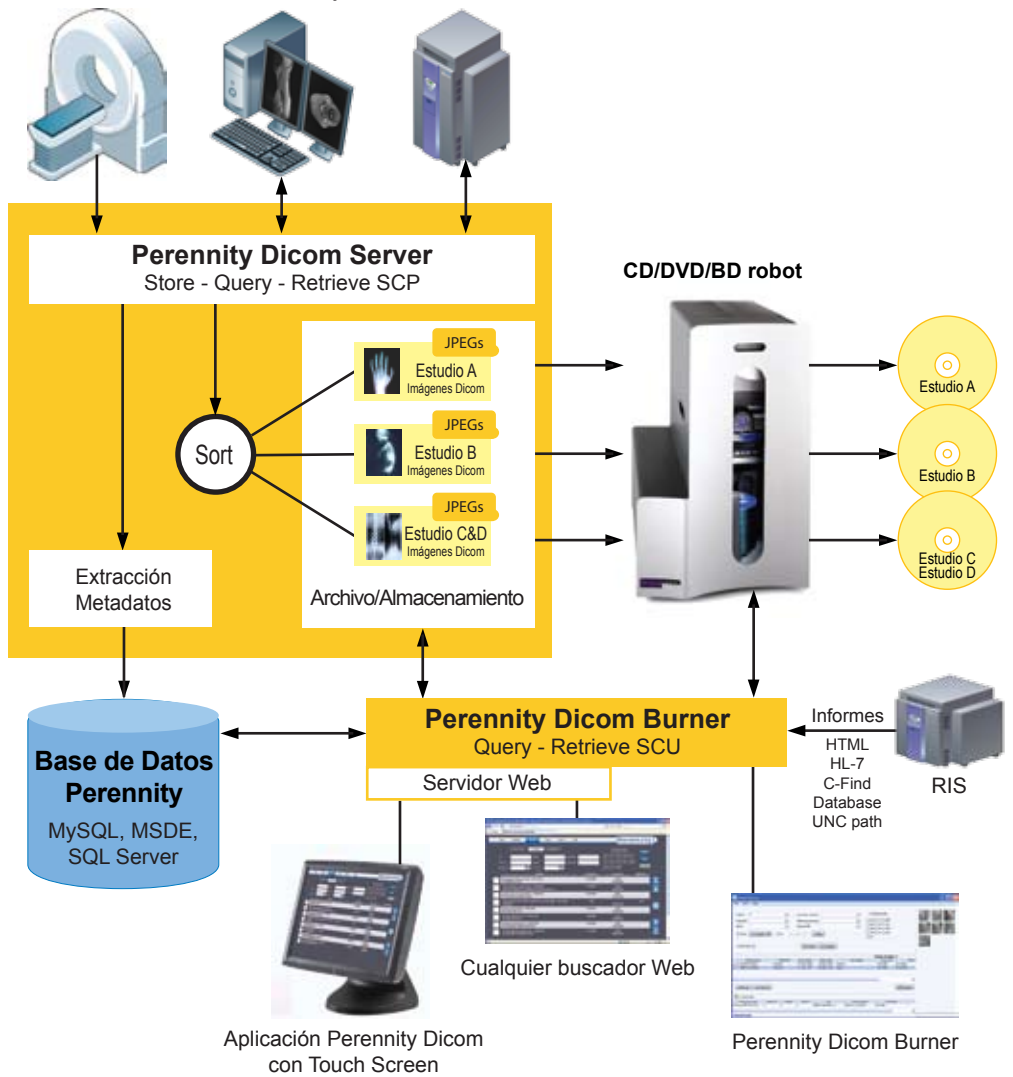 Perennity Dicom Server
Store - Query - Retrieve SCP
CD/DVD/BD robot
JPEGs
Estudio A
Imágenes Dicom
JPEGs
Estudio B
Imágenes Dicom
JPEGs
Estudio C&D
Imágenes Dicom
Sort
Archivo/Almacenamiento
Extracción
Metadatos
Estudio A
Estudio B
Estudio C
Estudio D
Base de Datos
Perennity
MySQL, MSDE,
SQL Server
Perennity Dicom Burner
Query - Retrieve SCU
Servidor Web
Informes
HTML
HL-7
C-Find
Database
UNC path
RIS
Cualquier buscador Web
Aplicación Perennity Dicom
con Touch Screen
Perennity Dicom Burner